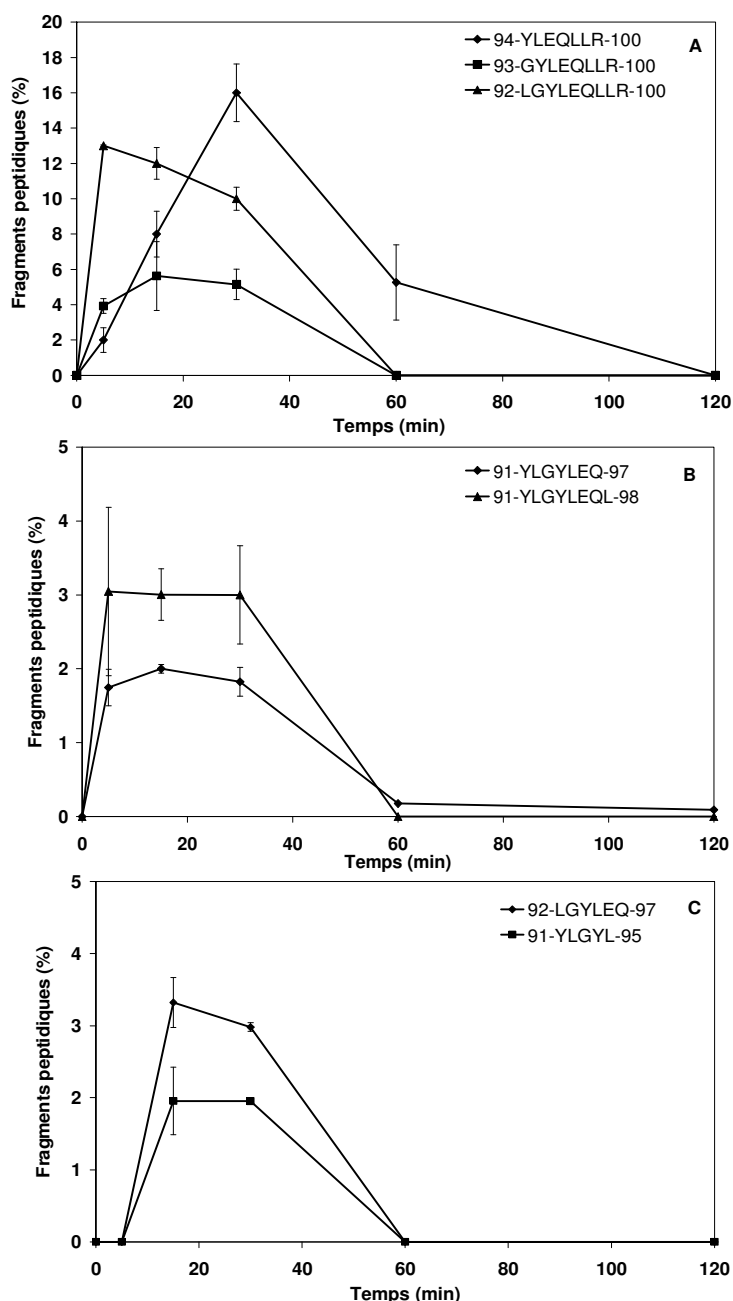 20
18
16
14
12
10
8
6
4
2
0
Fragments peptidiques (%)
94-YLEQLLR-100
93-GYLEQLLR-100
92-LGYLEQLLR-100
A
0 20 40 60 80 100 120
Temps (min)
5
4
3
2
1
0
Fragments peptidiques (%)
91-YLGYLEQ-97
91-YLGYLEQL-98
B
0 20 40 60 80 100 120
Temps (min)
5
4
3
2
1
0
Fragments peptidiques (%)
92-LGYLEQ-97
91-YLGYL-95
C
0 20 40 60 80 100 120
Temps (min)